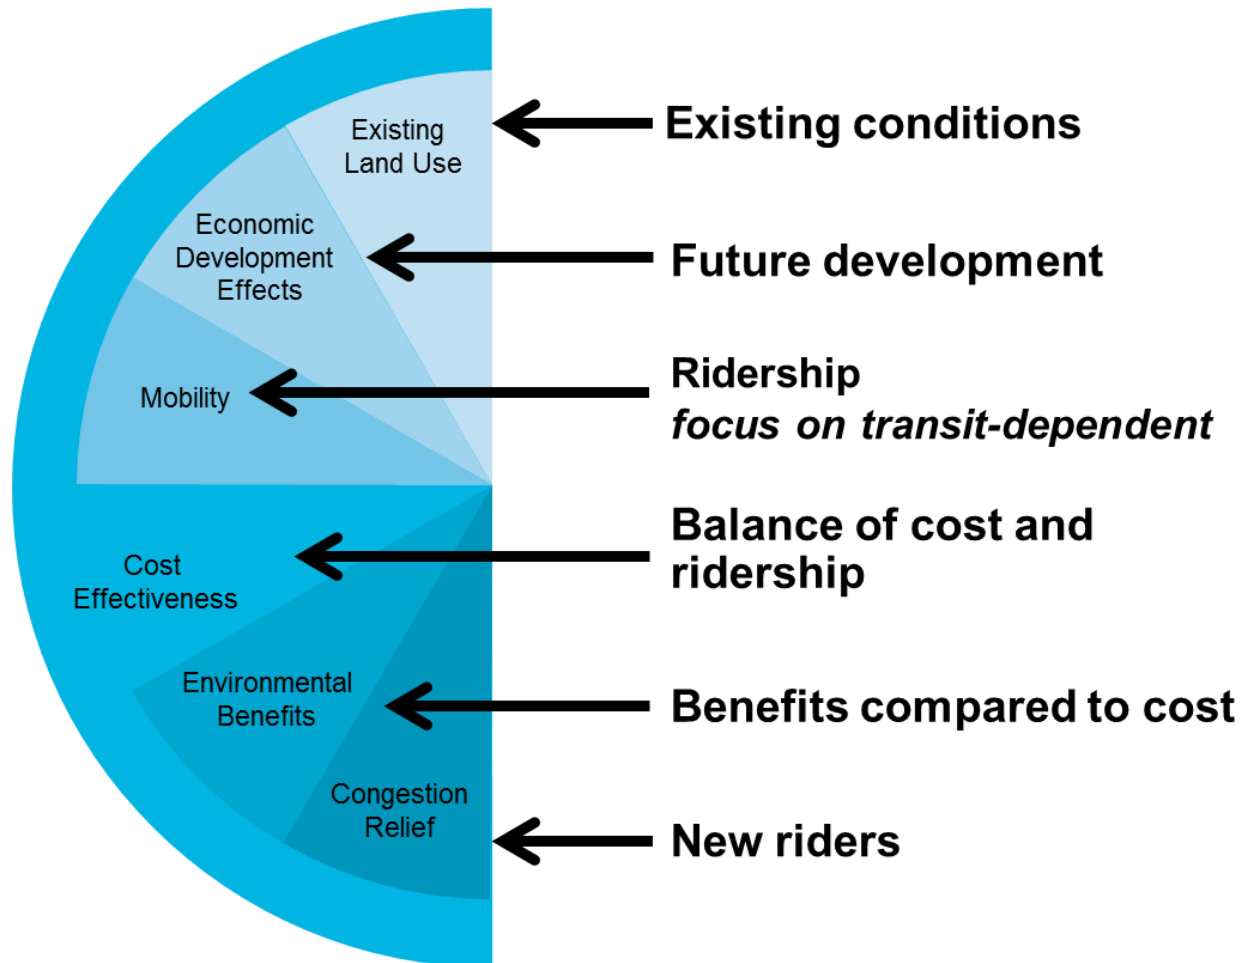 Existing
Land Use
Existing conditions
Economic
Development
Effects
Future development
Mobility
Ridership
focus on transit-dependent
Cost
Effectiveness
Balance of cost and
ridership
Environmental
Benefits
Benefits compared to cost
Congestion
Relief
New riders